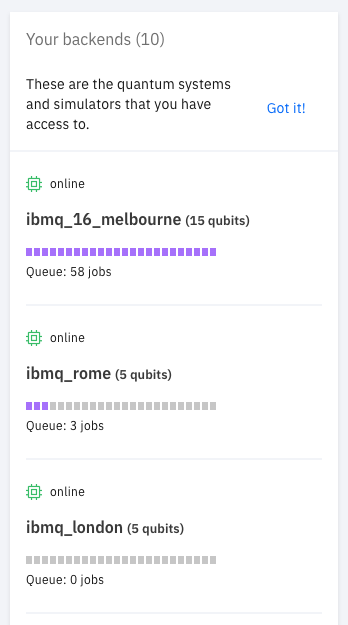 Your backends (10)
These are the quantum systems
and simulators that you have
access to.
Got it!
online
ibmq_16_melbourne (15 qubits)
Queue: 58 jobs
online
ibmq_rome (5 qubits)
Queue: 3 jobs
online
ibmq_london (5 qubits)
Queue: 0 jobs